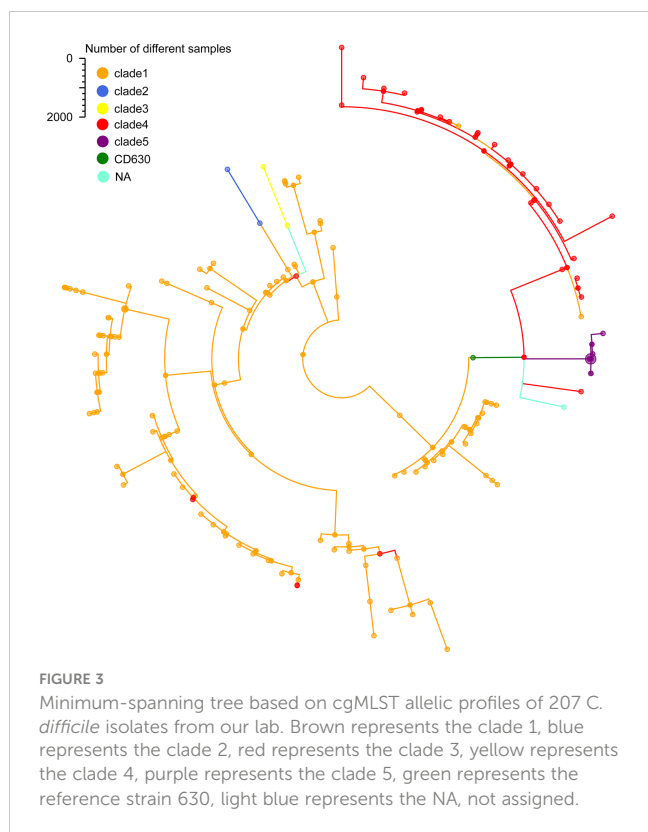 Number of different samples
0
2000
clade1
clade2
clade3
clade4
clade5
CD630
NA
FIGURE 3
Minimum-spanning tree based on cgMLST allelic profiles of 207 C.
difficile isolates from our lab. Brown represents the clade 1, blue
represents the clade 2, red represents the clade 3, yellow represents
the clade 4, purple represents the clade 5, green represents the
reference strain 630, light blue represents the NA, not assigned.